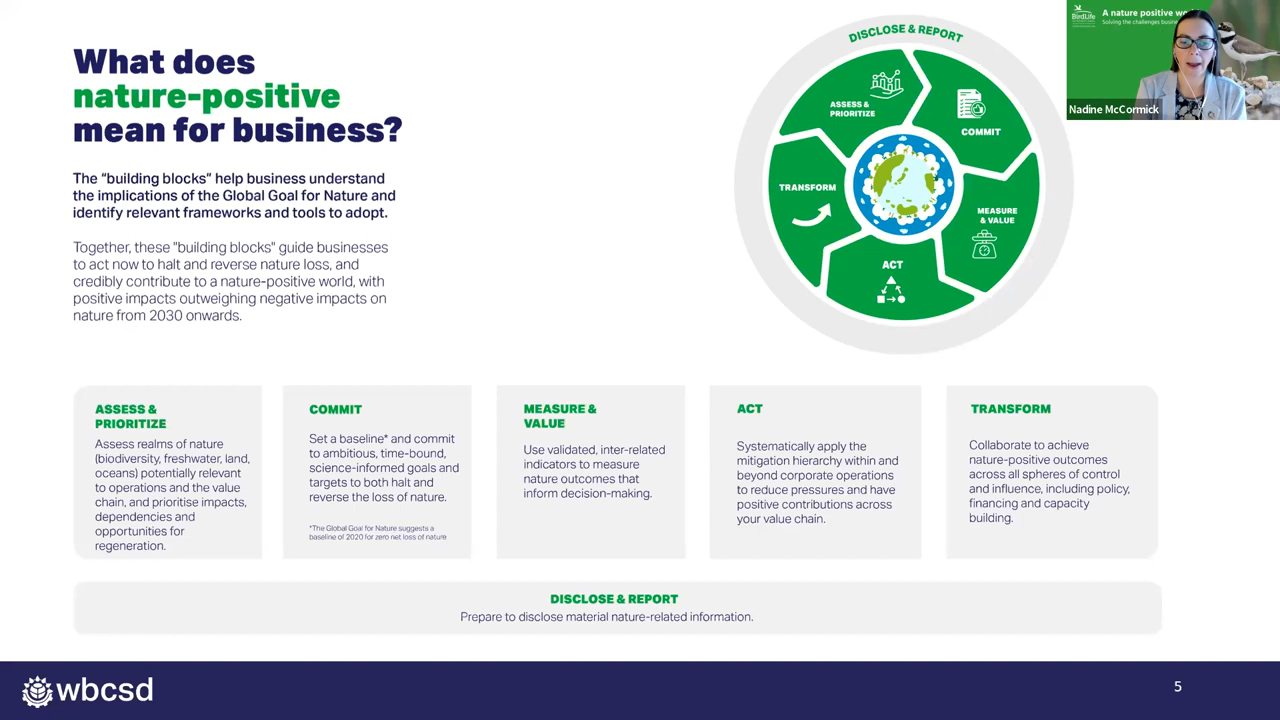 What does
nature-positive
mean for business?
The “building blocks” help business understand
the implications of the Global Goal for Nature and
identify relevant frameworks and tools to adopt.
Together, these "building blocks" guide businesses
to act now to halt and reverse nature loss, and
credibly contribute to a nature-positive world, with
positive impacts outweighing negative impacts on
nature from 2030 onwards.
DISCLOSE & REPORT
ASSESS &
PRIORITIZE
COMMIT
TRANSFORM
MEASURE
& VALUE
ACT
BirdLife
A nature positive
Solving the challenges
Nadine McCormick
ASSESS &
PRIORITIZE
Assess realms of nature
(biodiversity, freshwater, land,
oceans) potentially relevant
to operations and the value
chain, and prioritise impacts,
dependencies and
opportunities for
regeneration.
COMMIT
Set a baseline* and commit
to ambitious, time-bound,
science-informed goals and
targets to both halt and
reverse the loss of nature.
*The Global Goal for Nature suggests a
baseline of 2020 for zero net loss of nature
MEASURE &
VALUE
Use validated, inter-related
indicators to measure
nature outcomes that
inform decision-making.
ACT
Systematically apply the
mitigation hierarchy within and
beyond corporate operations
to reduce pressures and have
positive contributions across
your value chain.
TRANSFORM
Collaborate to achieve
nature-positive outcomes
across all spheres of control
and influence, including policy,
financing and capacity
building.
DISCLOSE & REPORT
Prepare to disclose material nature-related information.
wbcsd
5